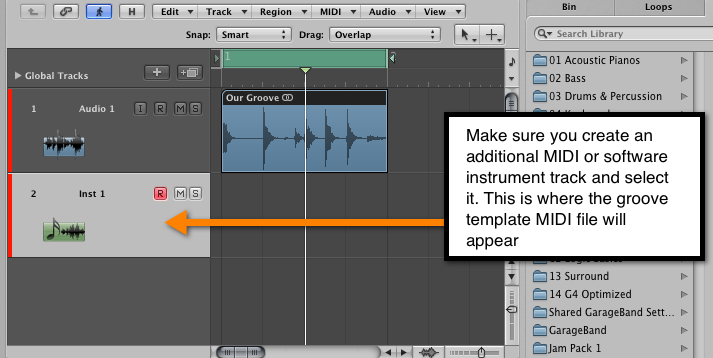 H Edit Track Region MIDI Audio View
Snap: Smart Drag: Overlap
1
Global Tracks
1 Audio 1 I R M S
Our Groove
2 Inst 1 R M S
Bin Loops
Search Library
01 Acoustic Pianos
02 Bass
03 Drums & Percussion
Make sure you create an
additional MIDI or software
instrument track and select
it. This is where the groove
template MIDI file will
appear
13 Surround
14 G4 Optimized
Shared GarageBand Sett...
GarageBand
Jam Pack 1